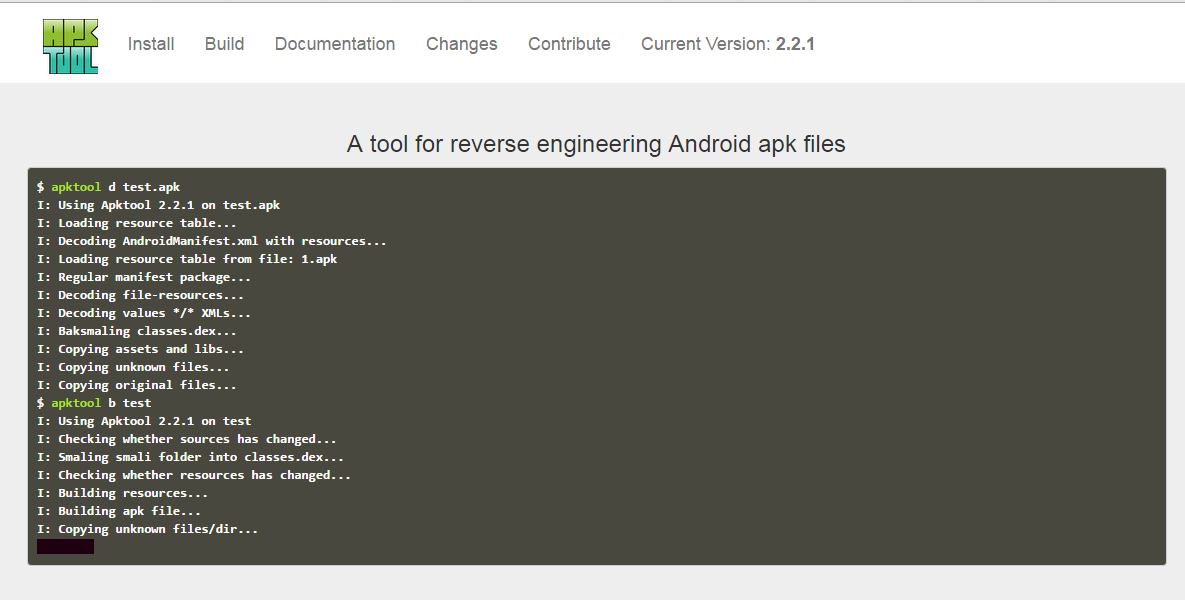 APK
TOOL
Install Build Documentation Changes Contribute Current Version: 2.2.1
A tool for reverse engineering Android apk files
$ apktool d test.apk
I: Using Apktool 2.2.1 on test.apk
I: Loading resource table...
I: Decoding AndroidManifest.xml with resources...
I: Loading resource table from file: 1.apk
I: Regular manifest package...
I: Decoding file-resources...
I: Decoding values */* XMLs...
I: Baksmaling classes.dex...
I: Copying assets and libs...
I: Copying unknown files...
I: Copying original files...
$ apktool b test
I: Using Apktool 2.2.1 on test
I: Checking whether sources has changed...
I: Smaling smali folder into classes.dex...
I: Checking whether resources has changed...
I: Building resources...
I: Building apk file...
I: Copying unknown files/dir...